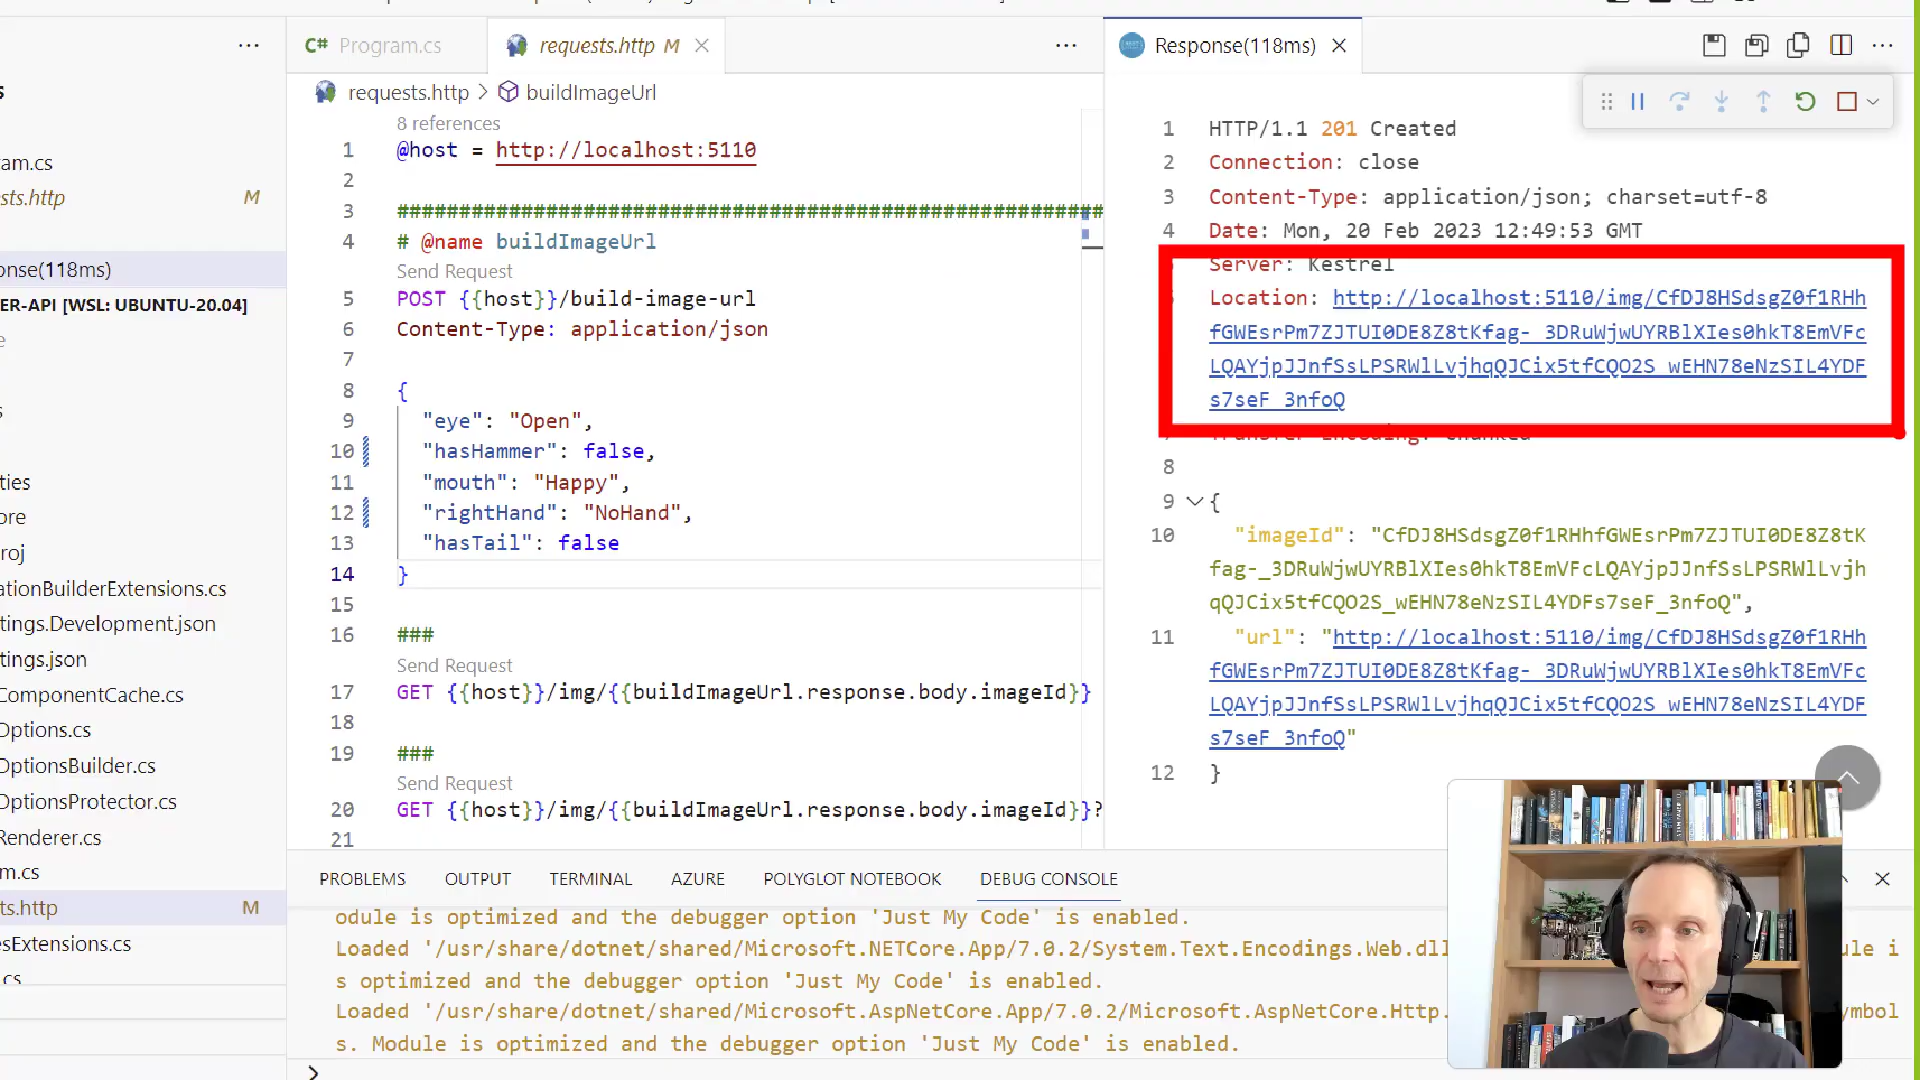 C# Program.cs
requests.http M
Response(118ms)
requests.http > buildImageUrl
am.cs
sts.http M
onse(118ms)
ER-API [WSL: UBUNTU-20.04]
ties
ore
roj
ationBuilderExtensions.cs
tings.Development.json
tings.json
ComponentCache.cs
Options.cs
OptionsBuilder.cs
OptionsProtector.cs
Renderer.cs
m.cs
ts.http M
esExtensions.cs
.cs
8 references
1 @host = http://localhost:5110
2
3 #########################################################
4 # @name buildImageUrl
Send Request
5 POST {{host}}/build-image-url
6 Content-Type: application/json
7
8 {
9 "eye": "Open",
10 "hasHammer": false,
11 "mouth": "Happy",
12 "rightHand": "NoHand",
13 "hasTail": false
14 }
15
16 ###
Send Request
17 GET {{host}}/img/{{buildImageUrl.response.body.imageId}}
18
19 ###
Send Request
20 GET {{host}}/img/{{buildImageUrl.response.body.imageId}}?
21
1 HTTP/1.1 201 Created
2 Connection: close
3 Content-Type: application/json; charset=utf-8
4 Date: Mon, 20 Feb 2023 12:49:53 GMT
Server: Kestrel
Location: http://localhost:5110/img/CfDJ8HSdsgZ0f1RHh
fGWEsrPm7ZJTUI0DE8Z8tKfag-_3DRuWjwUYRBlXIes0hkT8EmVFc
LQAYjpJJnfSsLPSRWlLvjhqQJCix5tfCQO2S_wEHN78eNzSIL4YDF
s7seF_3nfoQ
7 Transfer-Encoding: chunked
8
9 {
10 "imageId": "CfDJ8HSdsgZ0f1RHhfGWEsrPm7ZJTUI0DE8Z8tK
fag-_3DRuWjwUYRBlXIes0hkT8EmVFcLQAYjpJJnfSsLPSRWlLvjh
qQJCix5tfCQO2S_wEHN78eNzSIL4YDFs7seF_3nfoQ",
11 "url": "http://localhost:5110/img/CfDJ8HSdsgZ0f1RHh
fGWEsrPm7ZJTUI0DE8Z8tKfag-_3DRuWjwUYRBlXIes0hkT8EmVFc
LQAYjpJJnfSsLPSRWlLvjhqQJCix5tfCQO2S_wEHN78eNzSIL4YDF
s7seF_3nfoQ"
12 }
PROBLEMS OUTPUT TERMINAL AZURE POLYGLOT NOTEBOOK DEBUG CONSOLE
odule is optimized and the debugger option 'Just My Code' is enabled.
Loaded '/usr/share/dotnet/shared/Microsoft.NETCore.App/7.0.2/System.Text.Encodings.Web.dll ule i
s optimized and the debugger option 'Just My Code' is enabled.
Loaded '/usr/share/dotnet/shared/Microsoft.AspNetCore.App/7.0.2/Microsoft.AspNetCore.Http. ymbol
s. Module is optimized and the debugger option 'Just My Code' is enabled.